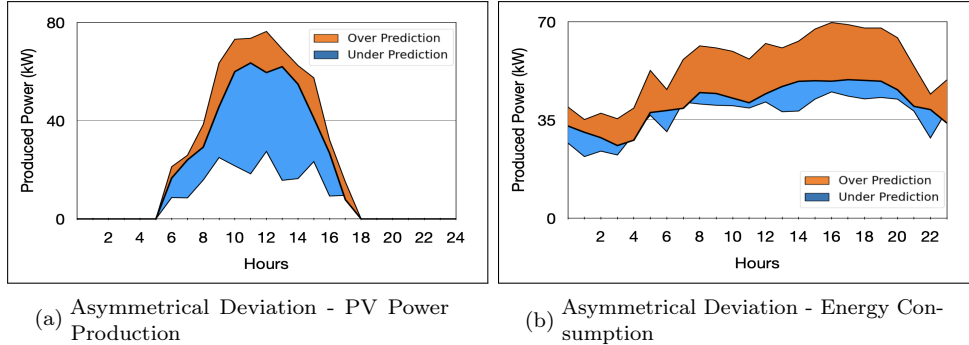 80
40
0
Produced Power (kW)
Over Prediction
Under Prediction
2 4 6 8 10 12 14 16 18 20 22 24
Hours
70
35
0
Produced Power (kW)
Over Prediction
Under Prediction
2 4 6 8 10 12 14 16 18 20 22
Hours
(a) Asymmetrical Deviation - PV Power
Production
(b) Asymmetrical Deviation - Energy Con-
sumption